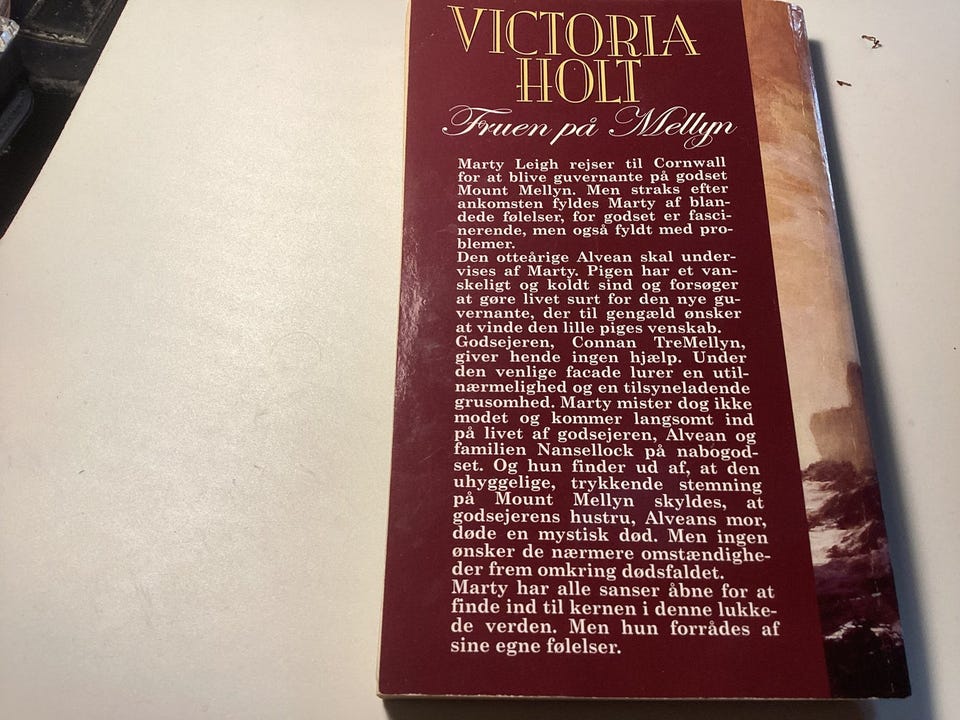 VICTORIA
HOLT
Fruen på Mellyn
Marty Leigh rejser til Cornwall
for at blive guvernante på godset
Mount Mellyn. Men straks efter
ankomsten fyldes Marty af blan-
dede følelser, for godset er fasci-
nerende, men også fyldt med pro-
blemer.
Den otteårige Alvean skal under-
vises af Marty. Pigen har et van-
skeligt og koldt sind og forsøger
at gøre livet surt for den nye gu-
vernante, der til gengæld ønsker
at vinde den lille piges venskab.
Godsejeren, Connan TreMellyn,
giver hende ingen hjælp. Under
den venlige facade lurer en util-
nærmelighed og en tilsyneladende
grusomhed. Marty mister dog ikke
modet og kommer langsomt ind
på livet af godsejeren, Alvean og
familien Nansellock på nabogod-
set. Og hun finder ud af, at den
uhyggelige, trykkende stemning
på Mount Mellyn skyldes, at
godsejerens hustru, Alveans mor,
døde en mystisk død. Men ingen
ønsker de nærmere omstændighe-
der frem omkring dødsfaldet.
Marty har alle sanser åbne for at
finde ind til kernen i denne lukke-
de verden. Men hun forrådes af
sine egne følelser.